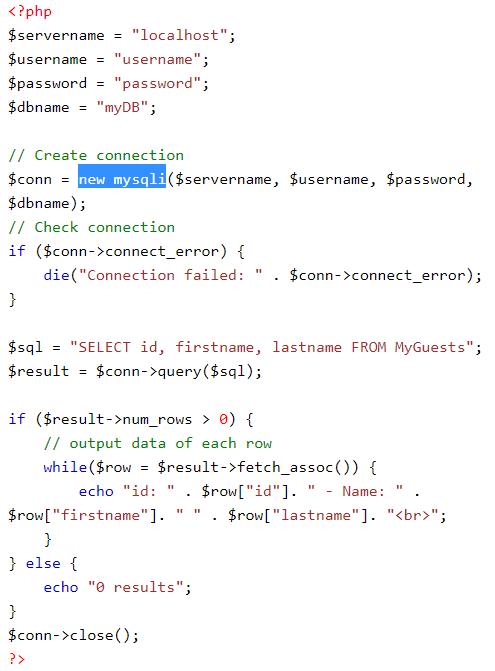 <?php
$servername = "localhost";
$username = "username";
$password = "password";
$dbname = "myDB";

// Create connection
$conn = new mysqli($servername, $username, $password,
$dbname);
// Check connection
if ($conn->connect_error) {
    die("Connection failed: " . $conn->connect_error);
}

$sql = "SELECT id, firstname, lastname FROM MyGuests";
$result = $conn->query($sql);

if ($result->num_rows > 0) {
    // output data of each row
    while($row = $result->fetch_assoc()) {
        echo "id: " . $row["id"]. " - Name: " .
$row["firstname"]. " " . $row["lastname"]. "<br>";
    }
} else {
    echo "0 results";
}
$conn->close();
?>